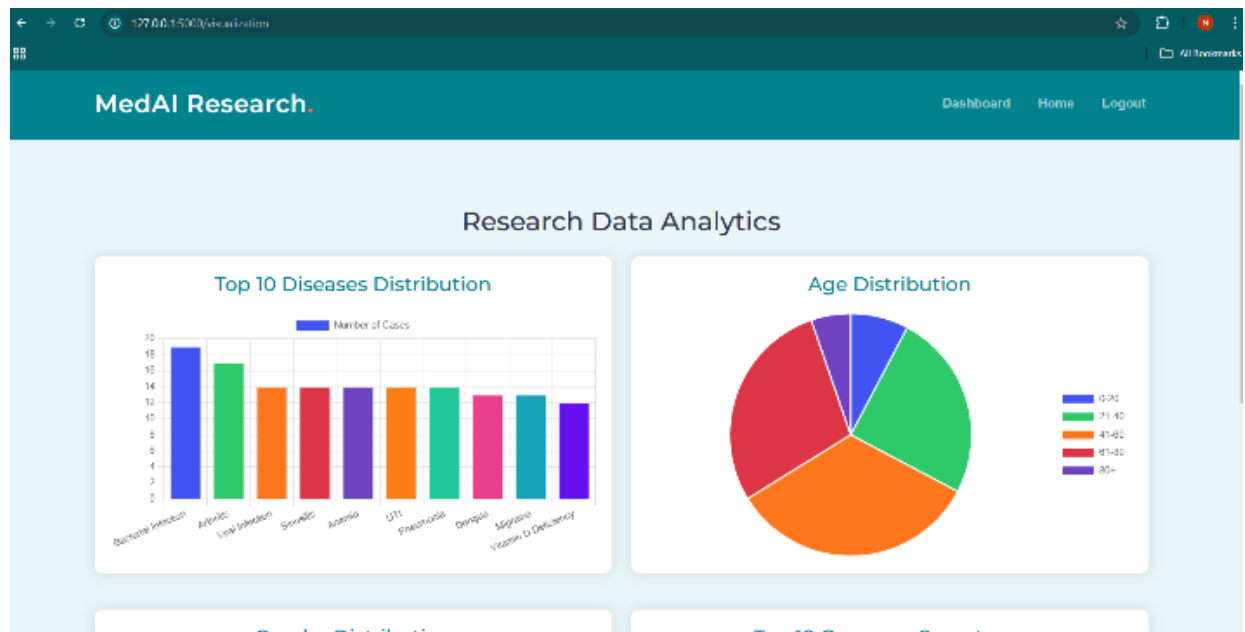 127.0.0.1:5000/visualization
All Bookmarks
MedAI Research.
Dashboard Home Logout
Research Data Analytics
Top 10 Diseases Distribution
Number of Cases
20
18
16
14
12
10
8
6
4
2
0
Bacterial Infection
Arthritis
Viral Infection
Sinusitis
Anemia
UTI
Pneumonia
Dengue
Migraine
Vitamin D Deficiency
Age Distribution
0-20
21-40
41-60
61-80
80+